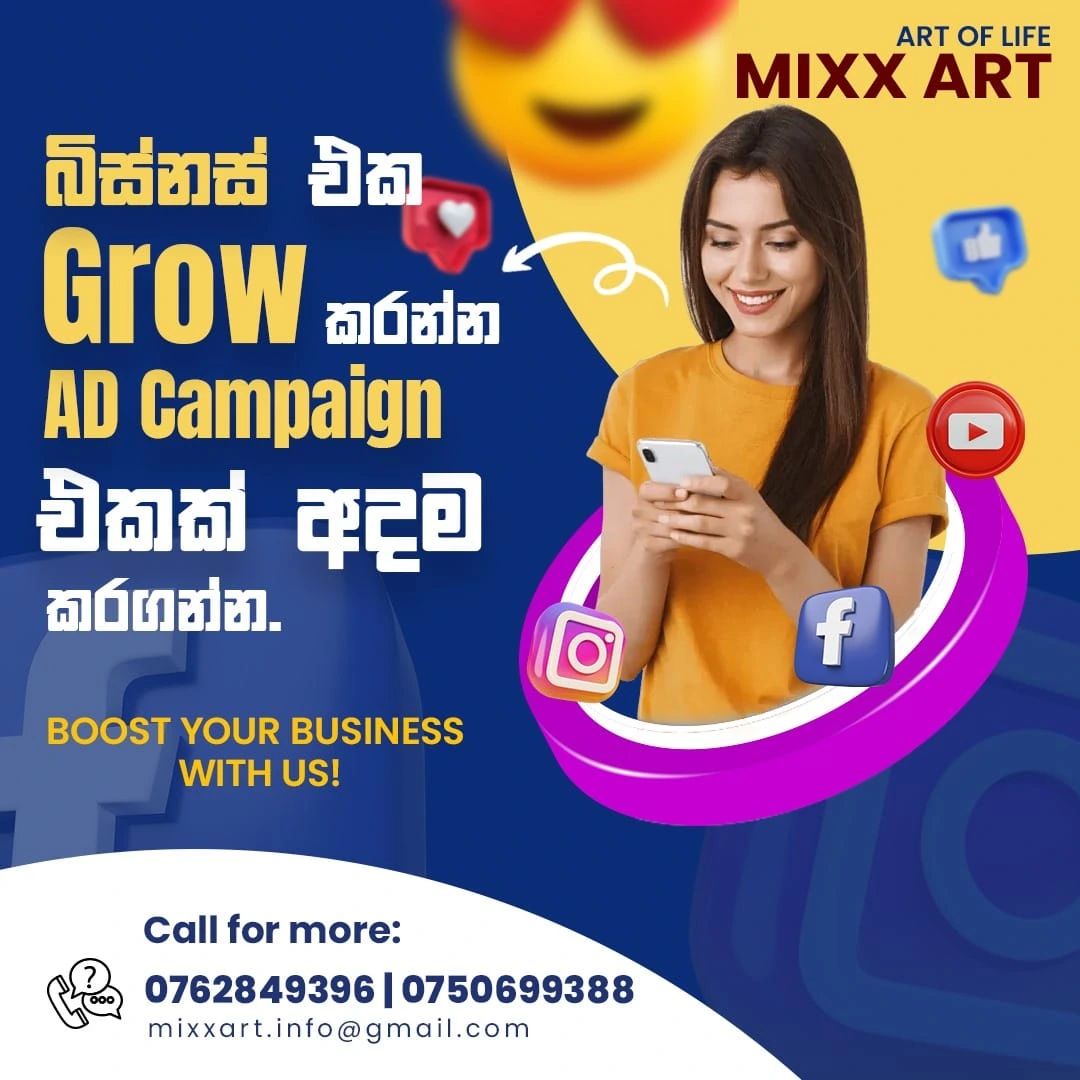 ART OF LIFE
MIXX ART
බිස්නස් එක
Grow කරන්න
AD Campaign
එකක් අදම
කරගන්න.
BOOST YOUR BUSINESS
WITH US!
Call for more:
0762849396 | 0750699388
mixxart.info@gmail.com